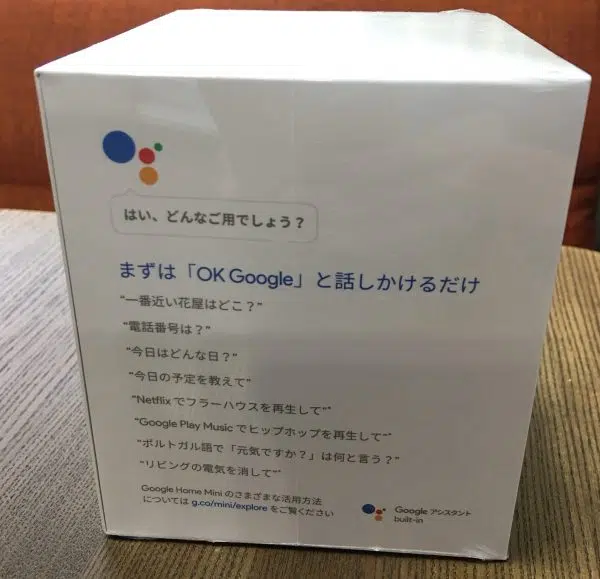 はい、どんなご用でしょう？
まずは「OK Google」と話しかけるだけ
“一番近い花屋はどこ？”
“電話番号は？”
“今日はどんな日？”
“今日の予定を教えて”
“Netflix でフラーハウスを再生して”*
“Google Play Music でヒップホップを再生して”*
“ポルトガル語で「元気ですか？」は何と言う？”
“リビングの電気を消して”*
Google Home Mini のさまざまな活用方法
については g.co/mini/explore をご覧ください
Google アシスタント
built-in